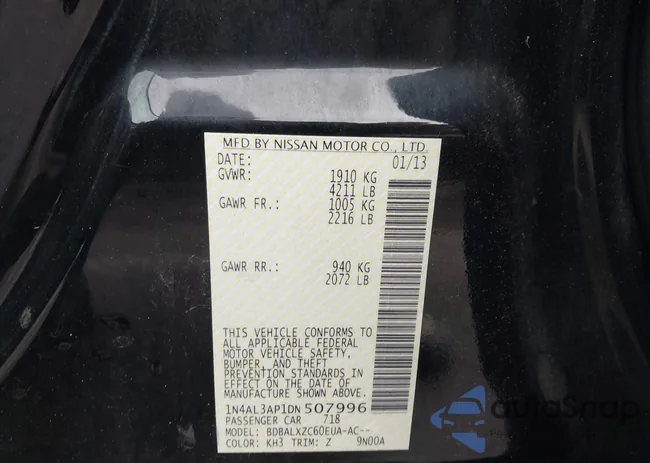 MFD BY NISSAN MOTOR CO., LTD.
DATE: 01/13
GVWR: 1910 KG
4211 LB
GAWR FR.: 1005 KG
2216 LB
GAWR RR.: 940 KG
2072 LB
THIS VEHICLE CONFORMS TO
ALL APPLICABLE FEDERAL
MOTOR VEHICLE SAFETY,
BUMPER, AND THEFT
PREVENTION STANDARDS IN
EFFECT ON THE DATE OF
MANUFACTURE SHOWN ABOVE.
1N4AL3AP1DN507996
PASSENGER CAR 718
MODEL: BDBALXZC60EUA-AC--
COLOR: KH3 TRIM: Z 9N00A
autoSnap